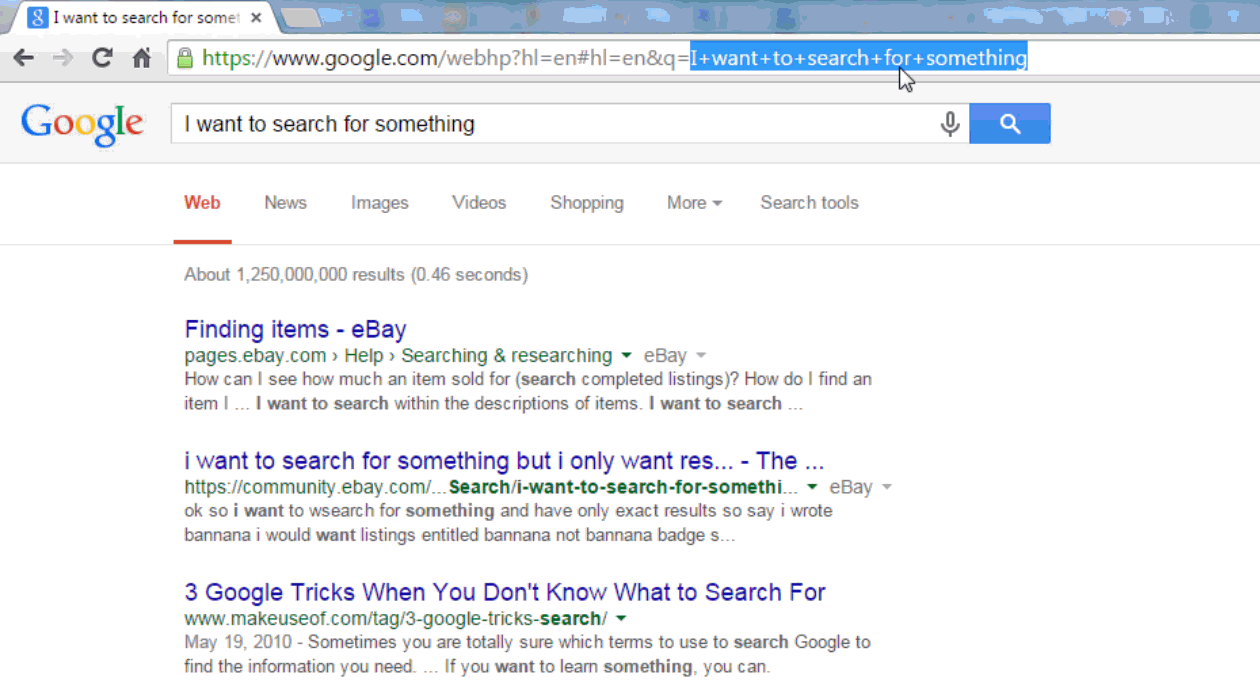 I want to search for somet
https://www.google.com/webhp?hl=en#hl=en&q=I+want+to+search+for+something
Google I want to search for something
Web News Images Videos Shopping More Search tools
About 1,250,000,000 results (0.46 seconds)
Finding items - eBay
pages.ebay.com › Help › Searching & researching eBay
How can I see how much an item sold for (search completed listings)? How do I find an
item I ... I want to search within the descriptions of items. I want to search ...
i want to search for something but i only want res... - The ...
https://community.ebay.com/...Search/i-want-to-search-for-somethi... eBay
ok so i want to wsearch for something and have only exact results so say i wrote
bannana i would want listings entitled bannana not bannana badge s...
3 Google Tricks When You Don't Know What to Search For
www.makeuseof.com/tag/3-google-tricks-search/
May 19, 2010 - Sometimes you are totally sure which terms to use to search Google to
find the information you need. ... If you want to learn something, you can.